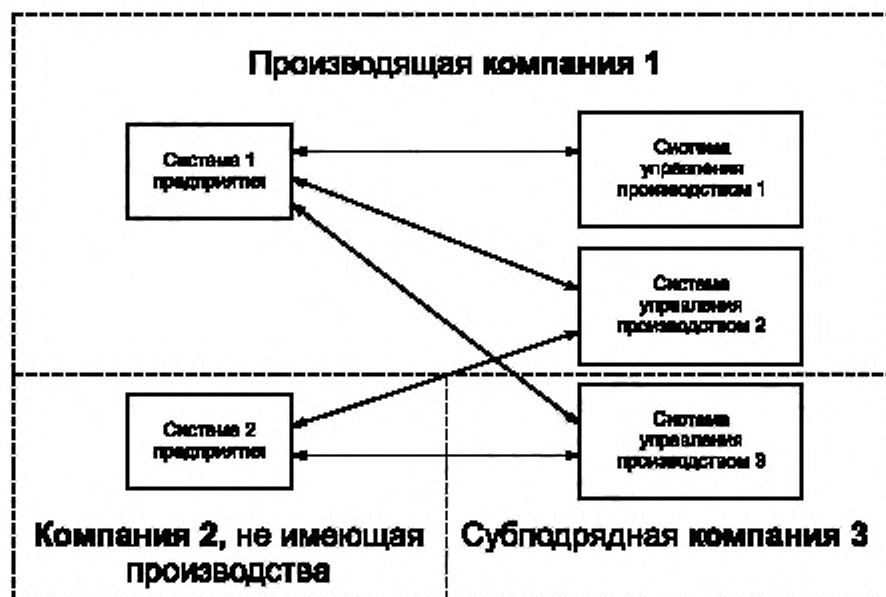 Производящая компания 1
Система 1
предприятия
Система
управления
производством 1
Система
управления
производством 2
Система 2
предприятия
Система
управления
производством 3
Компания 2, не имеющая
производства
Субподрядная компания 3